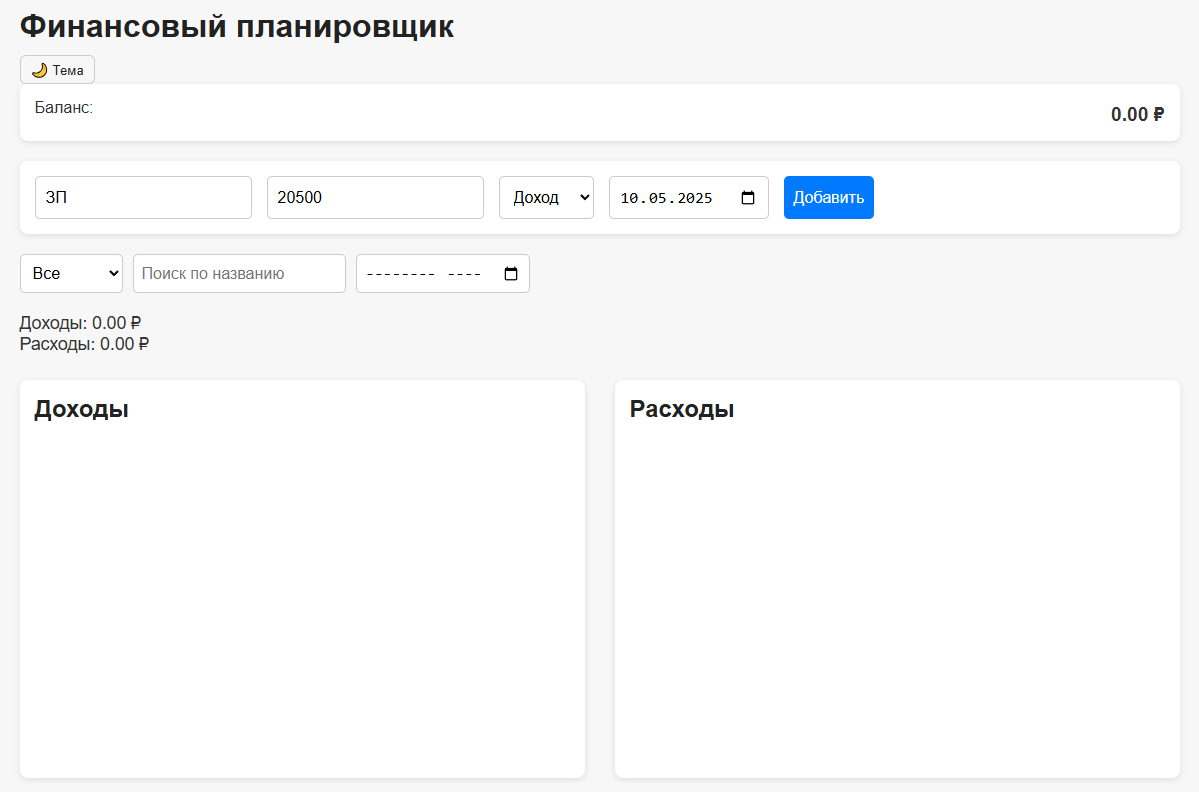 Финансовый планировщик
🌙 Тема
Баланс: 0.00 ₽
ЗП 20500 Доход 10.05.2025 Добавить
Все Поиск по названию -------- ----
Доходы: 0.00 ₽
Расходы: 0.00 ₽
Доходы Расходы